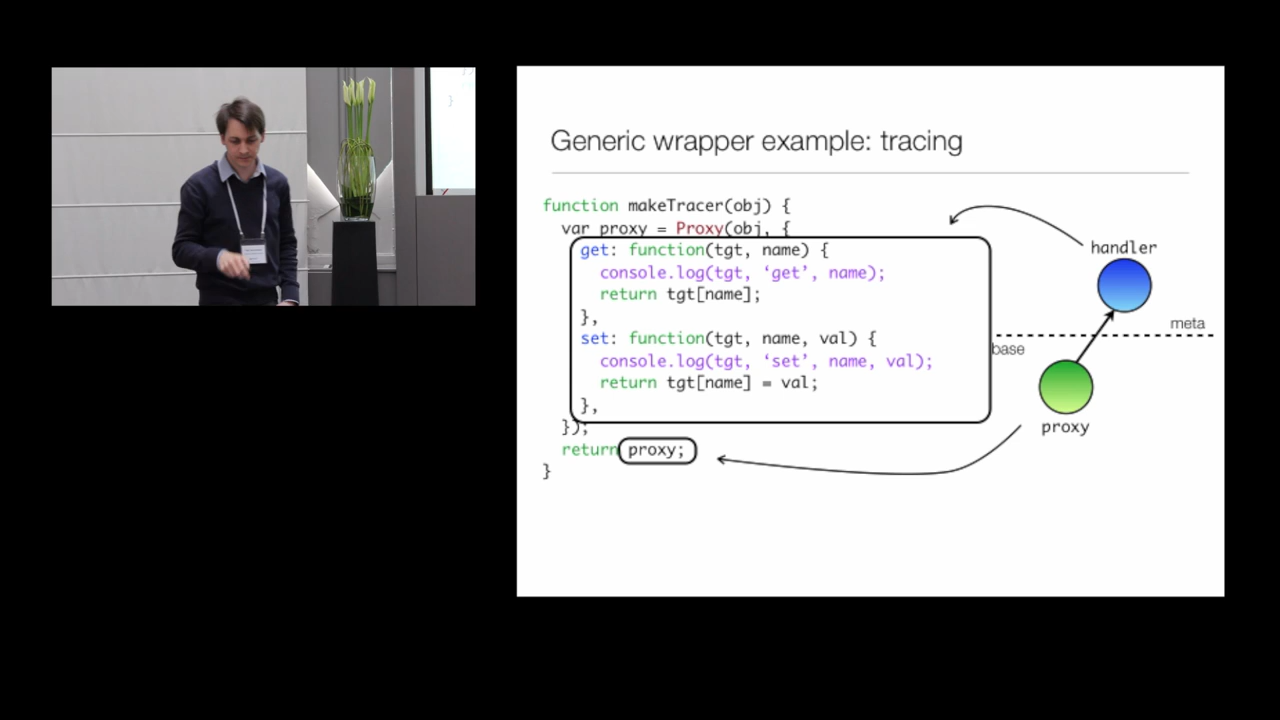 Generic wrapper example: tracing
function makeTracer(obj) {
var proxy = Proxy(obj, {
get: function(tgt, name) {
console.log(tgt, ‘get’, name);
return tgt[name];
},
set: function(tgt, name, val) {
console.log(tgt, ‘set’, name, val);
return tgt[name] = val;
},
});
return proxy;
}
handler
meta
base
proxy
}